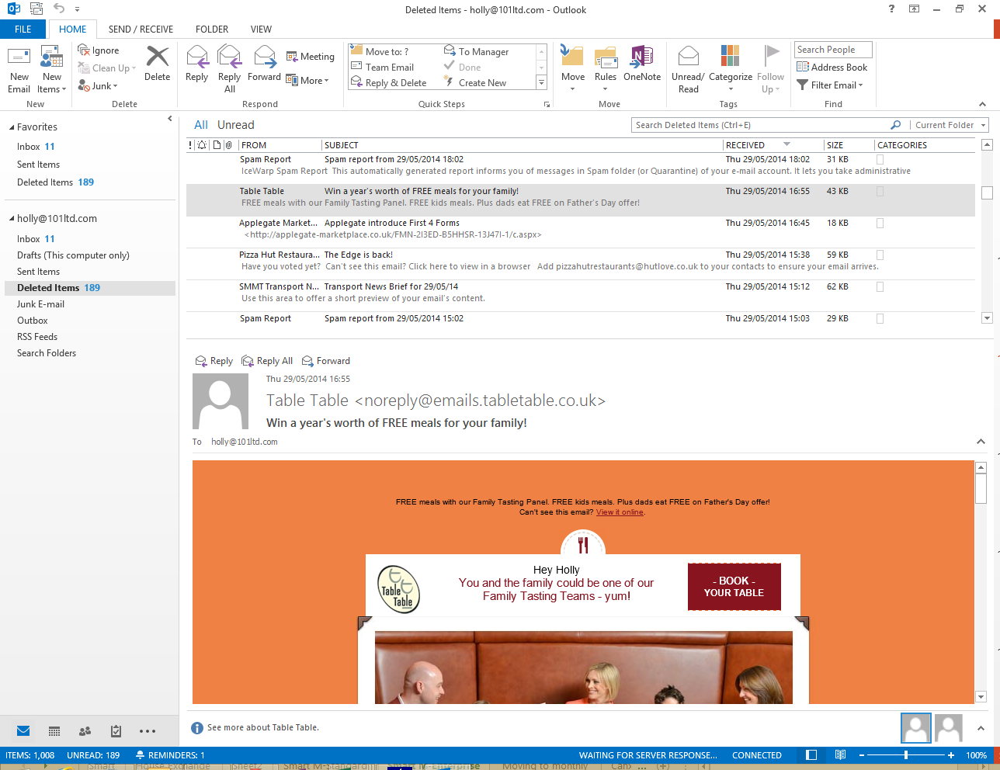 Deleted Items - holly@101ltd.com - Outlook
FILE HOME SEND / RECEIVE FOLDER VIEW
New Email
New Items
New
Ignore
Clean Up
Junk
Delete
Delete
Reply
Reply All
Forward
Meeting
More
Respond
Move to: ?
Team Email
Reply & Delete
To Manager
Done
Create New
Quick Steps
Move
Rules
OneNote
Move
Unread/ Read
Categorize
Follow Up
Tags
Search People
Address Book
Filter Email
Find
Favorites
Inbox 11
Sent Items
Deleted Items 189
holly@101ltd.com
Inbox 11
Drafts (This computer only)
Sent Items
Deleted Items 189
Junk E-mail
Outbox
RSS Feeds
Search Folders
All Unread
Search Deleted Items (Ctrl+E) Current Folder
! FROM SUBJECT RECEIVED SIZE CATEGORIES
Spam Report Spam report from 29/05/2014 18:02 Thu 29/05/2014 18:02 31 KB
IceWarp Spam Report This automatically generated report informs you of messages in Spam folder (or Quarantine) of your e-mail account. It lets you take administrative
Table Table Win a year's worth of FREE meals for your family! Thu 29/05/2014 16:55 43 KB
FREE meals with our Family Tasting Panel. FREE kids meals. Plus dads eat FREE on Father's Day offer!
Applegate Market... Applegate introduce First 4 Forms Thu 29/05/2014 16:45 18 KB
<http://applegate-marketplace.co.uk/FMN-2I3ED-B5HHSR-13J47I-1/c.aspx>
Pizza Hut Restaura... The Edge is back! Thu 29/05/2014 15:38 59 KB
Have you voted yet? Can't see this email? Click here to view in a browser Add pizzahutrestaurants@hutlove.co.uk to your contacts to ensure your email arrives.
SMMT Transport N... Transport News Brief for 29/05/14 Thu 29/05/2014 15:12 62 KB
Use this area to offer a short preview of your email's content.
Spam Report Spam report from 29/05/2014 15:02 Thu 29/05/2014 15:03 29 KB
Reply Reply All Forward
Thu 29/05/2014 16:55
Table Table <noreply@emails.tabletable.co.uk>
Win a year's worth of FREE meals for your family!
To holly@101ltd.com
FREE meals with our Family Tasting Panel. FREE kids meals. Plus dads eat FREE on Father's Day offer!
Can't see this email? View it online.
Table Table
Hey Holly
You and the family could be one of our
Family Tasting Teams - yum!
- BOOK -
YOUR TABLE
See more about Table Table.
ITEMS: 1,008 UNREAD: 189 REMINDERS: 1 WAITING FOR SERVER RESPONSE... CONNECTED 100%
Smart House Exchange Sheet2 Smart M-Standard Smart M-Enterprise Moving to monthly